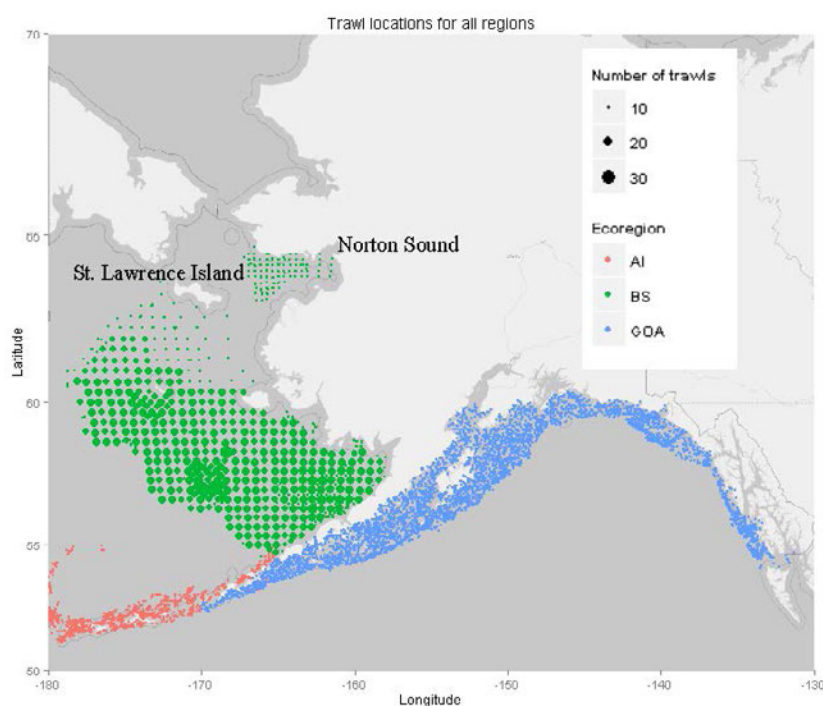 Trawl locations for all regions
70
65
60
55
50
Latitude
-180
-170
-160
-150
-140
-130
Longitude
St. Lawrence Island
Norton Sound
Number of trawls
10
20
30
Ecoregion
AI
BS
GOA